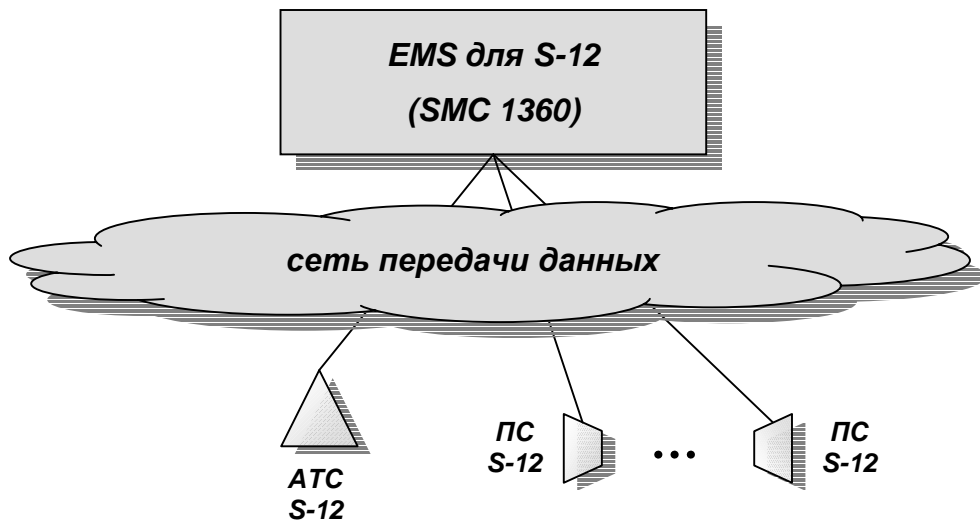 EMS для S-12
(SMC 1360)
сеть передачи данных
ПС
S-12
...
ПС
S-12
АТС
S-12